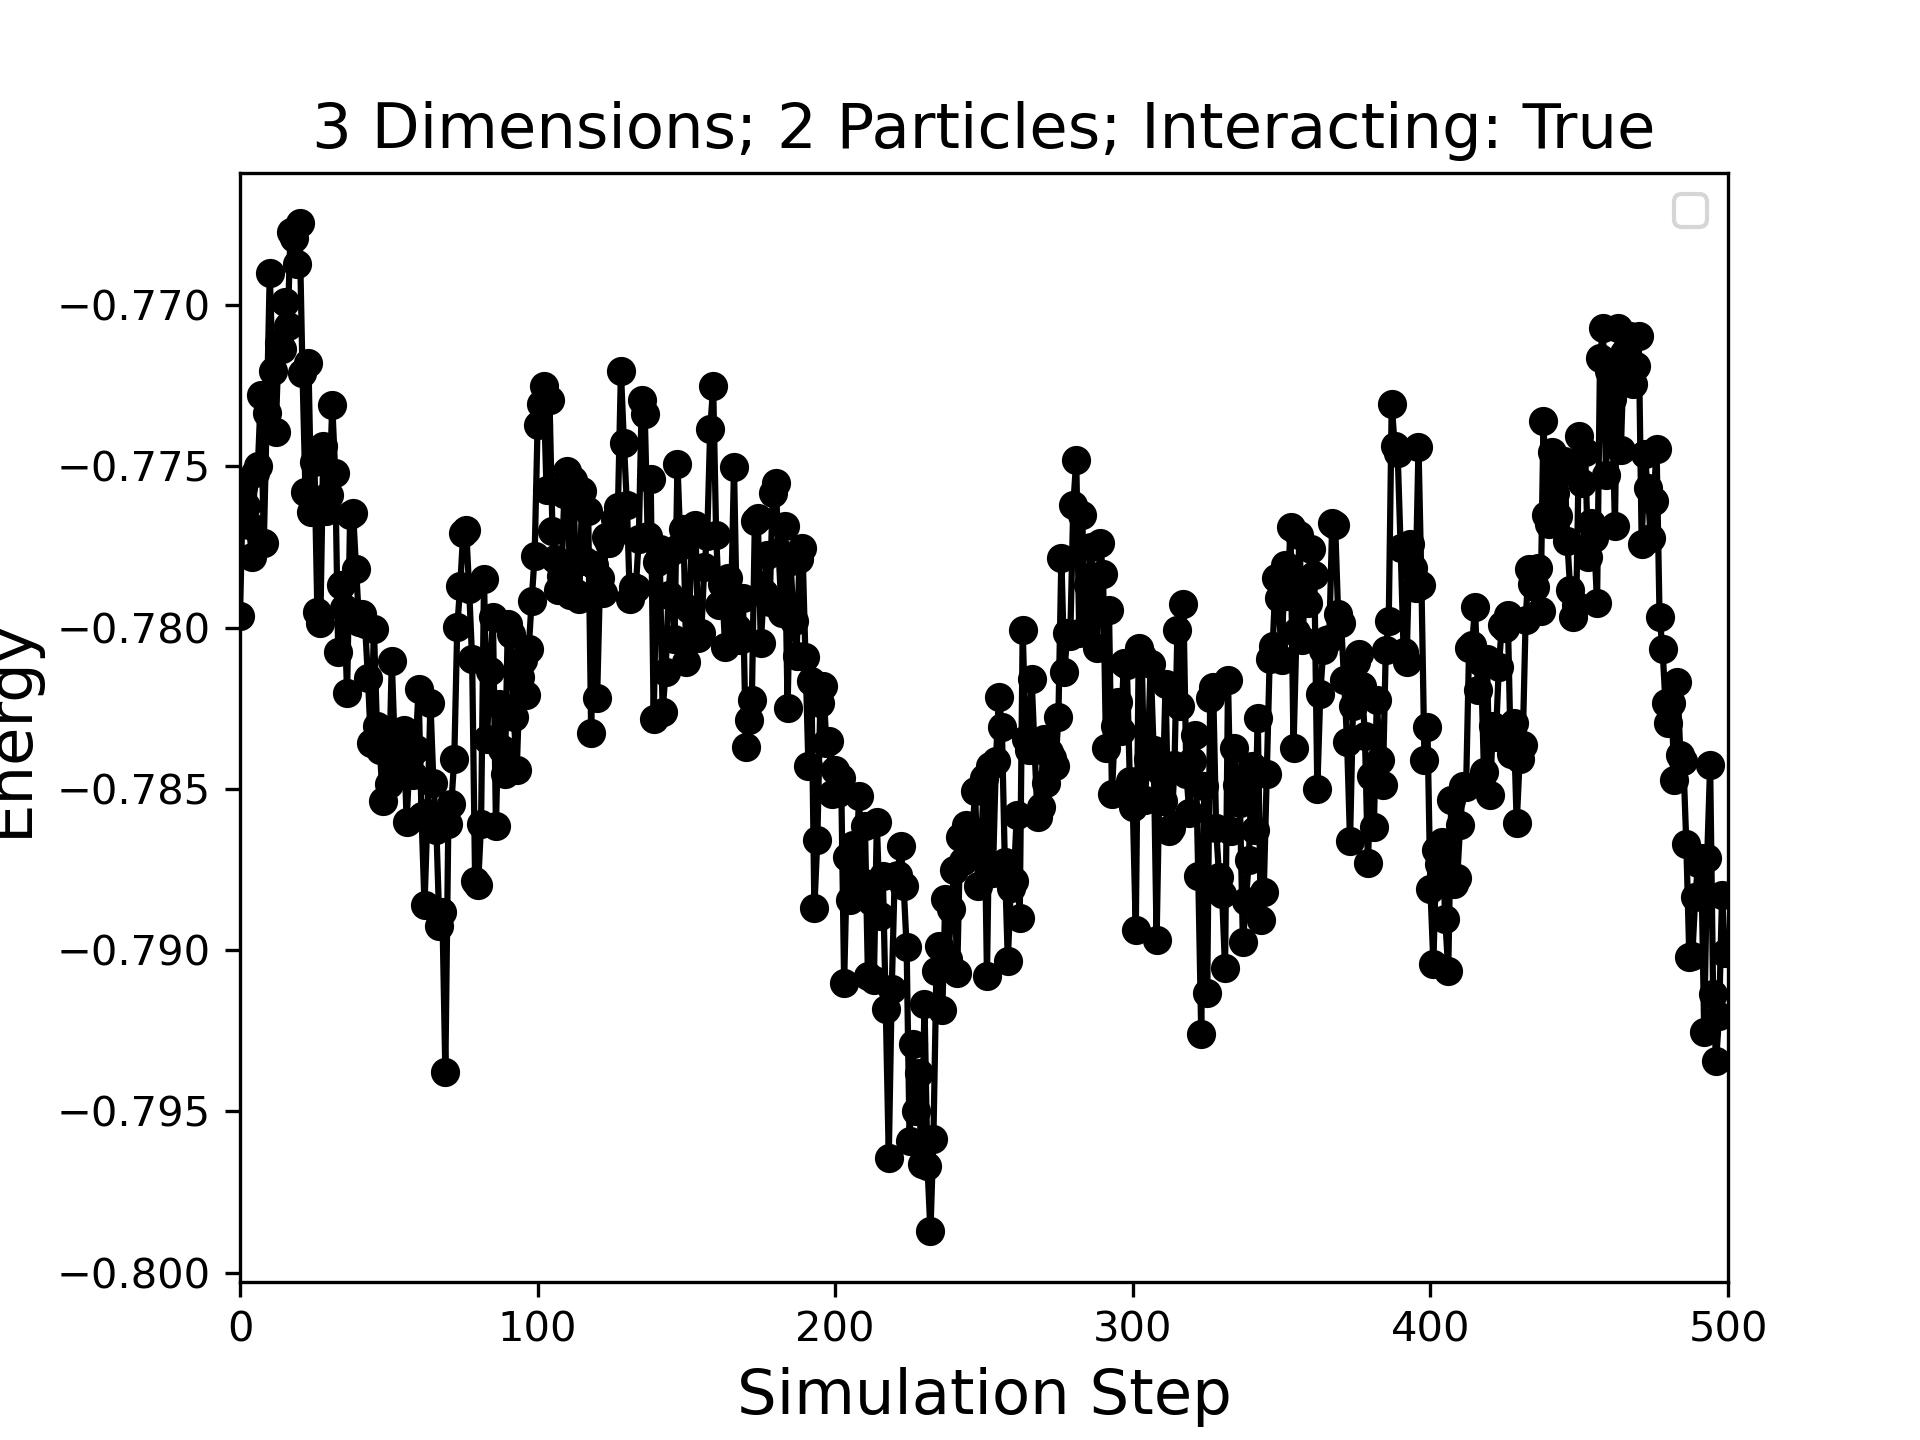 3 Dimensions; 2 Particles; Interacting: True
Energy
−0.770
−0.775
−0.780
−0.785
−0.790
−0.795
−0.800
0 100 200 300 400 500
Simulation Step